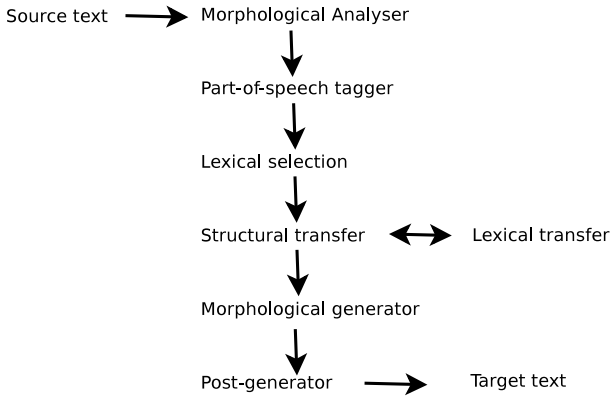 Source text
Morphological Analyser
Part-of-speech tagger
Lexical selection
Structural transfer
Lexical transfer
Morphological generator
Post-generator
Target text